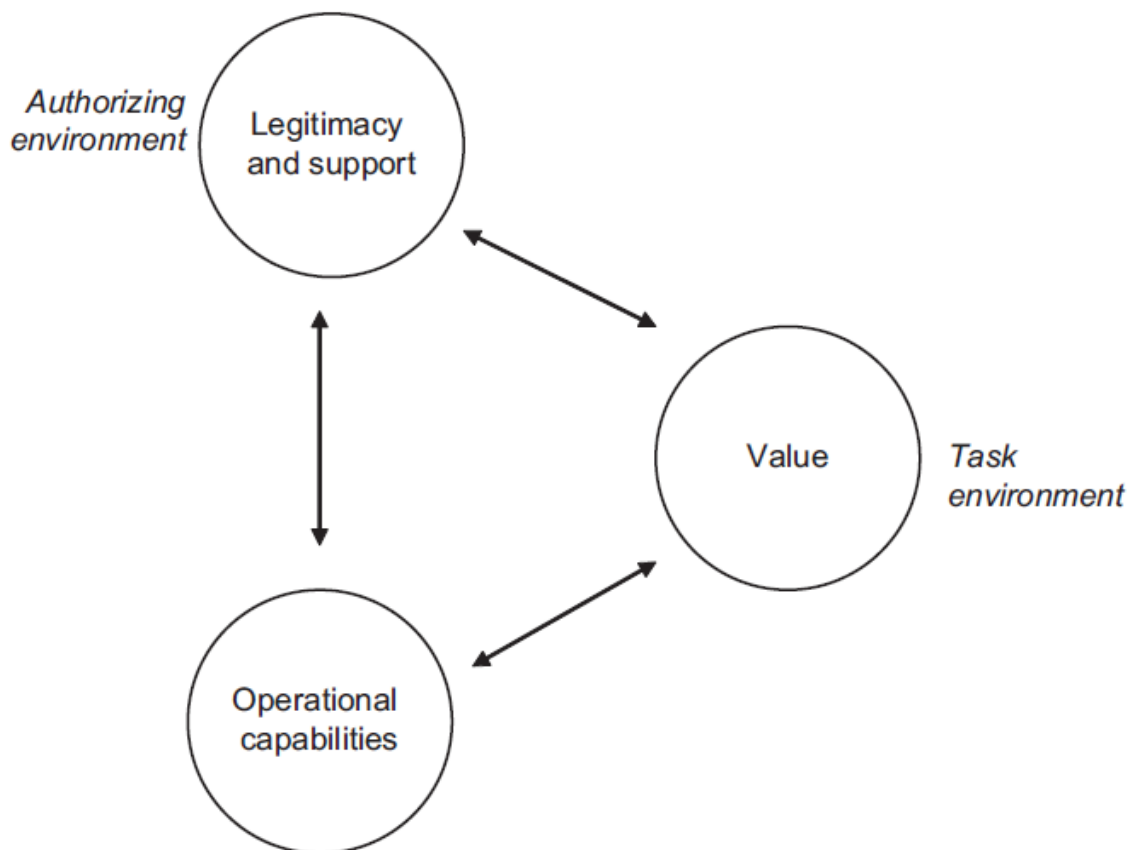 Authorizing
environment
Legitimacy
and support
Value
Task
environment
Operational
capabilities